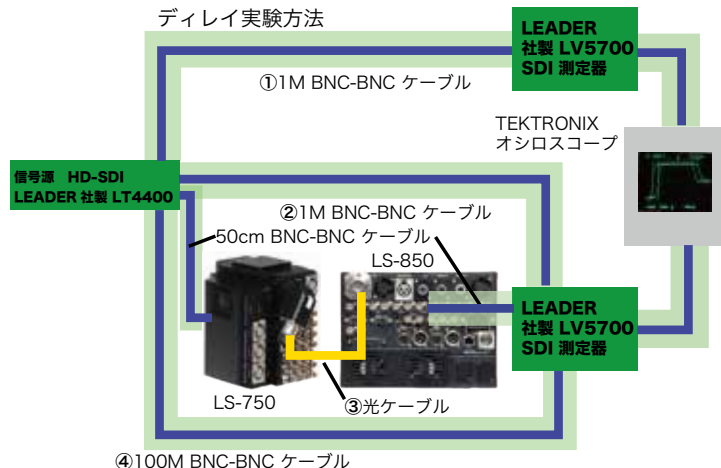 ディレイ実験方法
LEADER
社製 LV5700
SDI 測定器
①1M BNC-BNC ケーブル
TEKTRONIX
オシロスコープ
信号源 HD-SDI
LEADER 社製 LT4400
②1M BNC-BNC ケーブル
50cm BNC-BNC ケーブル
LS-850
LEADER
社製 LV5700
SDI 測定器
LS-750
③光ケーブル
④100M BNC-BNC ケーブル